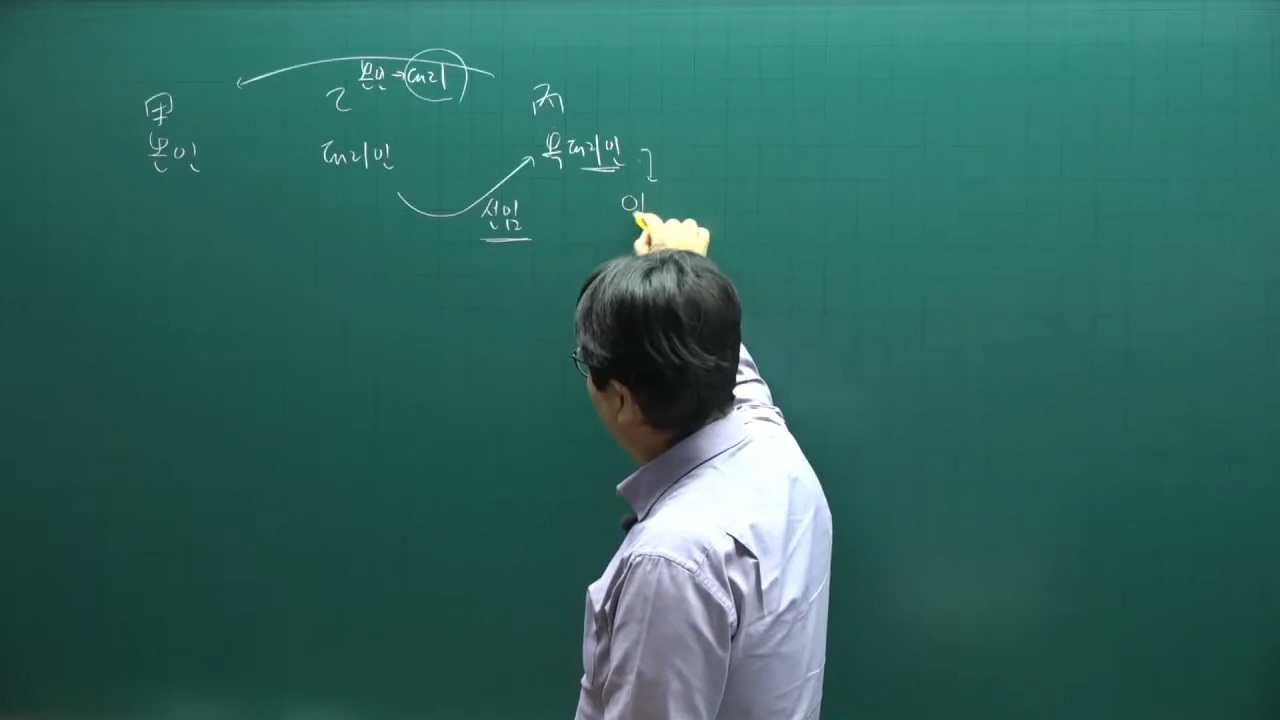 본인 → 대리
甲 乙 丙
본인 대리인 복대리인
선임
이